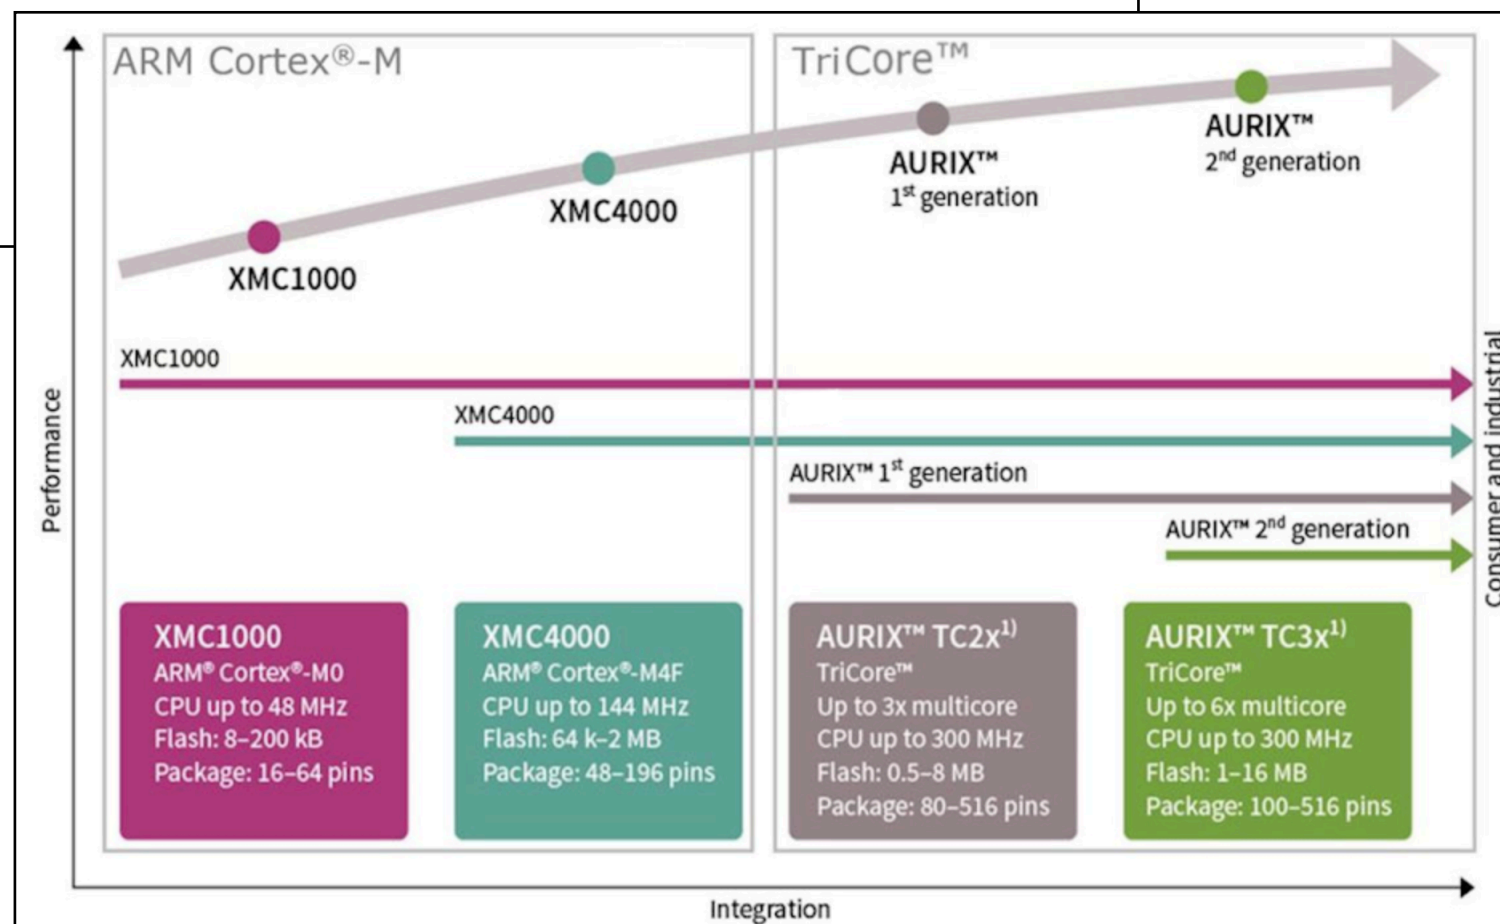 ARM Cortex®-M
TriCore™
AURIX™
2nd generation
AURIX™
1st generation
XMC4000
XMC1000
XMC1000
XMC4000
AURIX™ 1st generation
AURIX™ 2nd generation
Performance
Consumer and industrial
XMC1000
ARM® Cortex®-M0
CPU up to 48 MHz
Flash: 8–200 kB
Package: 16–64 pins
XMC4000
ARM® Cortex®-M4F
CPU up to 144 MHz
Flash: 64 k–2 MB
Package: 48–196 pins
AURIX™ TC2x1)
TriCore™
Up to 3x multicore
CPU up to 300 MHz
Flash: 0.5–8 MB
Package: 80–516 pins
AURIX™ TC3x1)
TriCore™
Up to 6x multicore
CPU up to 300 MHz
Flash: 1–16 MB
Package: 100–516 pins
Integration